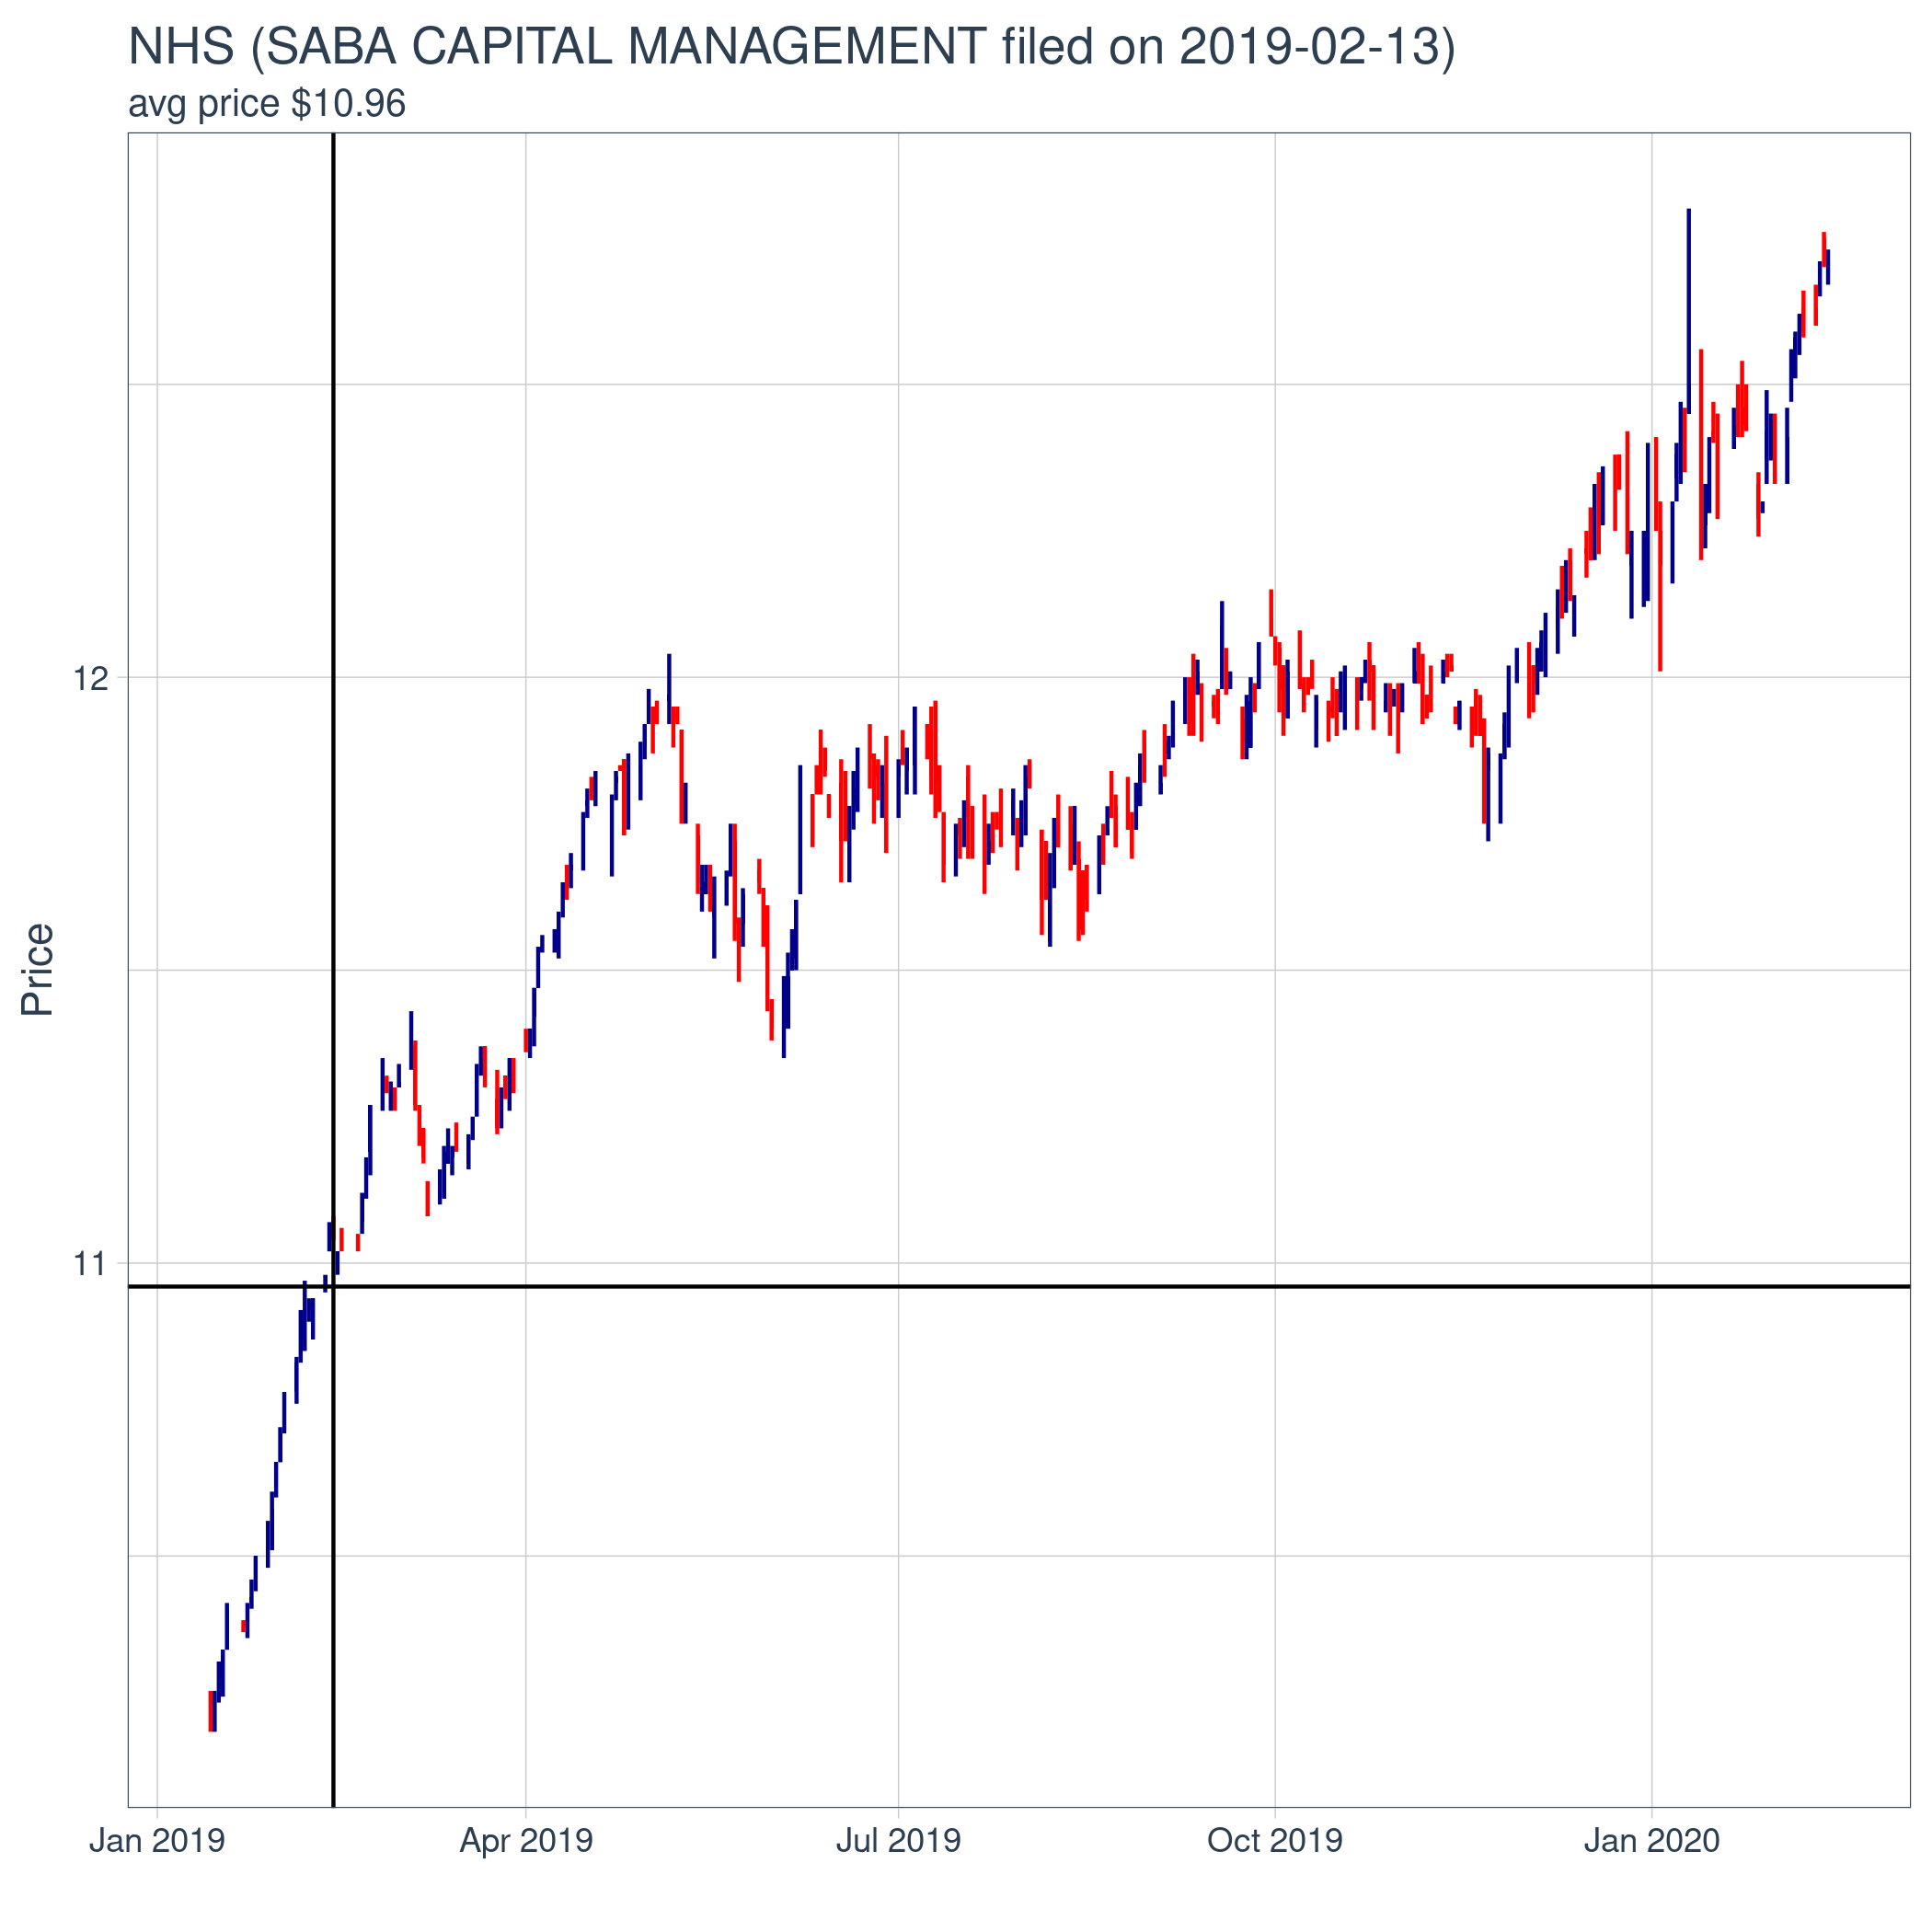 NHS (SABA CAPITAL MANAGEMENT filed on 2019-02-13)
avg price $10.96
Price
12
11
Jan 2019
Apr 2019
Jul 2019
Oct 2019
Jan 2020